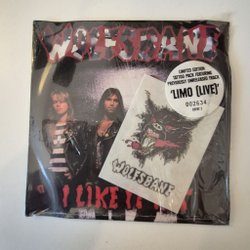 WOLFSBANE
LIMITED EDITION
TATTOO PACK FEATURING
PREVIOUSLY UNRELEASED TRACK
'LIMO (LIVE)'
002634
WOLFSBANE
I LIKE IT